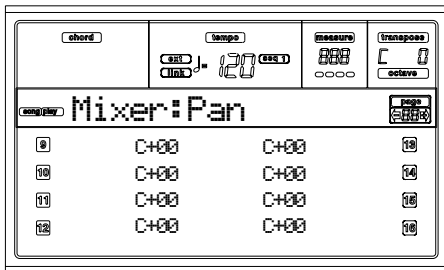 chord tempo measure transpose
ext ♩= 120 seq 1 888 C 0
link octave
song play Mixer:Pan page
88
9 C+00 C+00 13
10 C+00 C+00 14
11 C+00 C+00 15
12 C+00 C+00 16